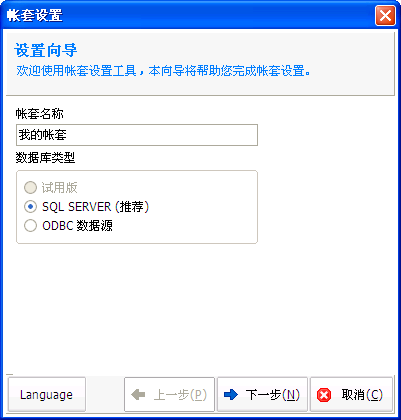 帐套设置
设置向导
欢迎使用帐套设置工具，本向导将帮助您完成帐套设置。
帐套名称
我的帐套
数据库类型
试用版
SQL SERVER (推荐)
ODBC 数据源
Language
上一步(P)
下一步(N)
取消(C)